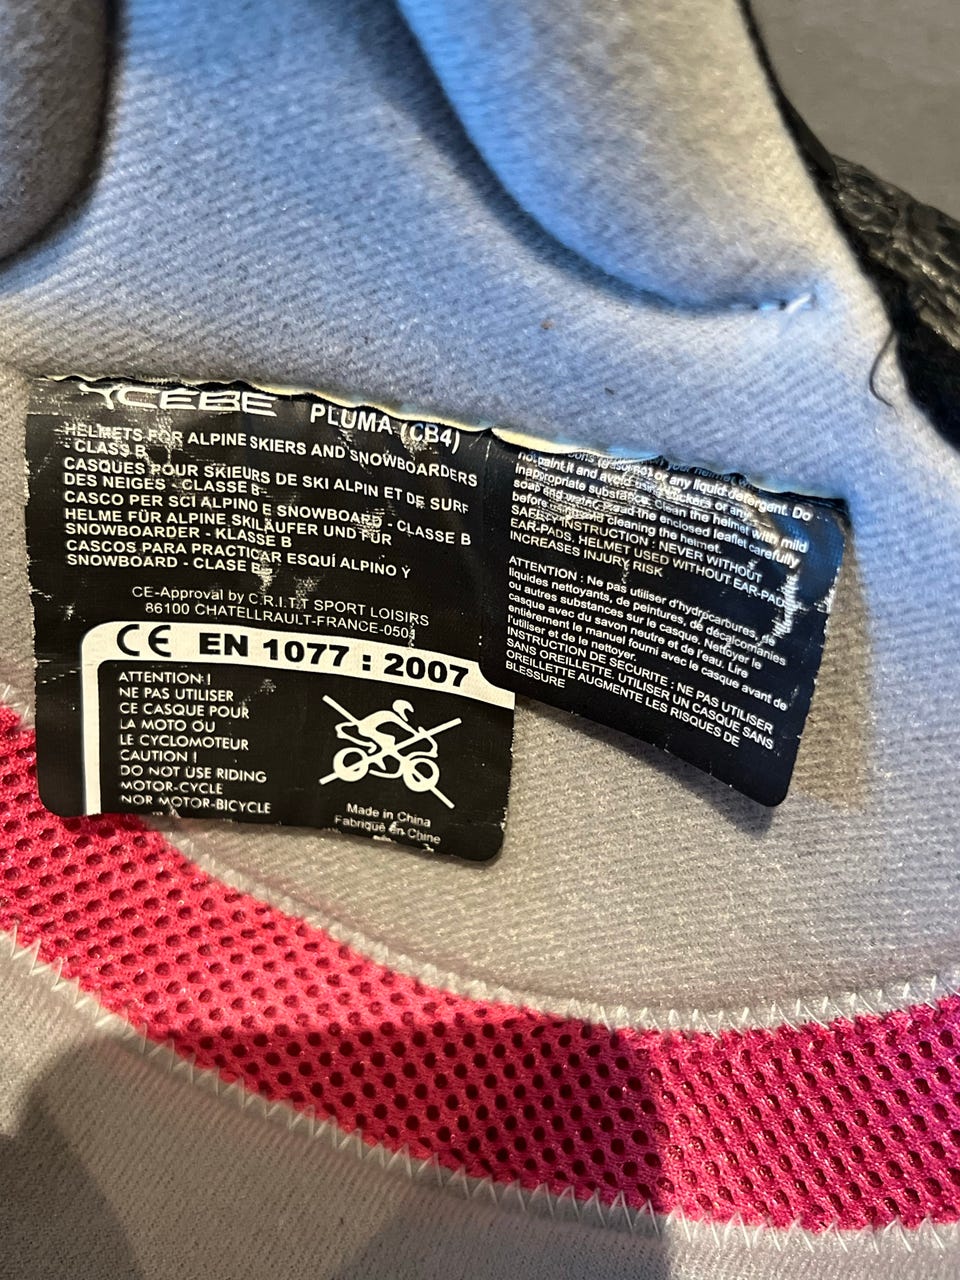 CEBE PLUMA (CB4)
HELMETS FOR ALPINE SKIERS AND SNOWBOARDERS
- CLASS B
CASQUES POUR SKIEURS DE SKI ALPIN ET DE SURF
DES NEIGES - CLASSE B
CASCO PER SCI ALPINO E SNOWBOARD - CLASSE B
HELME FÜR ALPINE SKILÄUFER UND FÜR
SNOWBOARDER - KLASSE B
CASCOS PARA PRACTICAR ESQUÍ ALPINO Y
SNOWBOARD - CLASE B
CE-Approval by C.R.I.T.T SPORT LOISIRS
86100 CHATELLRAULT-FRANCE-0501
CE EN 1077 : 2007
ATTENTION !
NE PAS UTILISER
CE CASQUE POUR
LA MOTO OU
LE CYCLOMOTEUR
CAUTION !
DO NOT USE RIDING
MOTOR-CYCLE
NOR MOTOR-BICYCLE
Made in China
Fabriqué en Chine
or any liquid detergent. Do
not paint it and avoid using stickers or any
Inappropriate substance. Clean the helmet with mild
soap and water. Read the enclosed leaflet carefully
before using and cleaning the helmet.
SAFETY INSTRUCTION : NEVER WITHOUT
EAR-PADS. HELMET USED WITHOUT EAR-PADS
INCREASES INJURY RISK
ATTENTION : Ne pas utiliser d'hydrocarbures, de
liquides nettoyants, de peintures, de décalcomanies
ou autres substances sur le casque. Nettoyer le
casque avec du savon neutre et de l'eau. Lire
entièrement le manuel fourni avec le casque avant de
l'utiliser et de le nettoyer.
INSTRUCTION DE SECURITE : NE PAS UTILISER
SANS OREILLETTE. UTILISER UN CASQUE SANS
OREILLETTE AUGMENTE LES RISQUES DE
BLESSURE